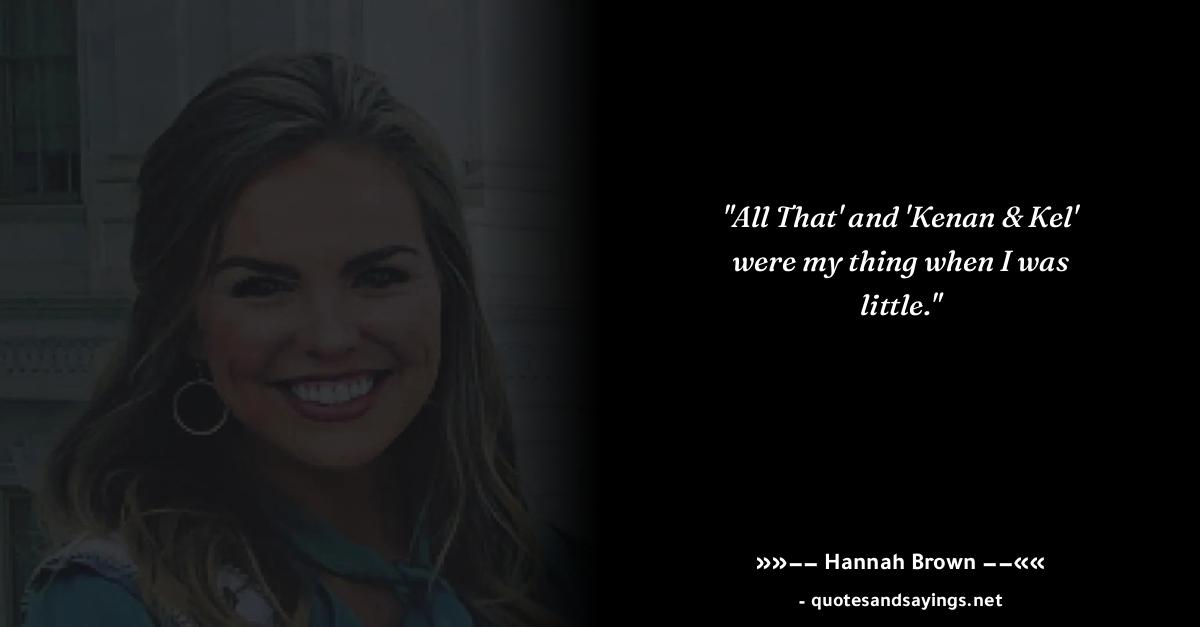 "All That' and 'Kenan & Kel'
were my thing when I was
little."
»»–– Hannah Brown ––««
- quotesandsayings.net